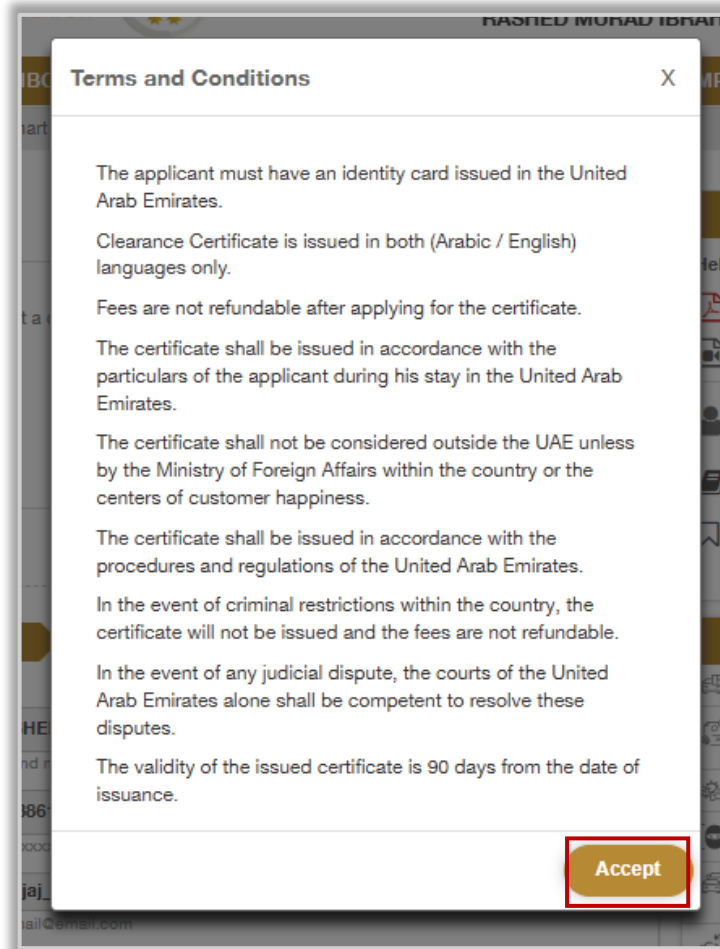 RASHED MURAD IBRAH
Terms and Conditions
X
The applicant must have an identity card issued in the United
Arab Emirates.
Clearance Certificate is issued in both (Arabic / English)
languages only.
Fees are not refundable after applying for the certificate.
The certificate shall be issued in accordance with the
particulars of the applicant during his stay in the United Arab
Emirates.
The certificate shall not be considered outside the UAE unless
by the Ministry of Foreign Affairs within the country or the
centers of customer happiness.
The certificate shall be issued in accordance with the
procedures and regulations of the United Arab Emirates.
In the event of criminal restrictions within the country, the
certificate will not be issued and the fees are not refundable.
In the event of any judicial dispute, the courts of the United
Arab Emirates alone shall be competent to resolve these
disputes.
The validity of the issued certificate is 90 days from the date of
issuance.
Accept
email.com